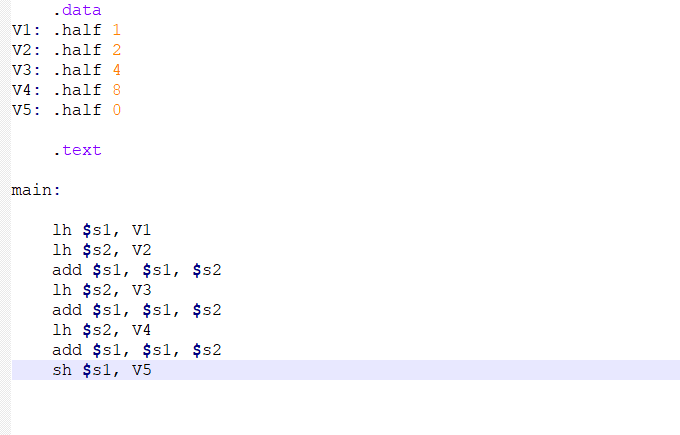 .data
V1: .half 1
V2: .half 2
V3: .half 4
V4: .half 8
V5: .half 0
.text
main:
lh $s1, V1
lh $s2, V2
add $s1, $s1, $s2
lh $s2, V3
add $s1, $s1, $s2
lh $s2, V4
add $s1, $s1, $s2
sh $s1, V5